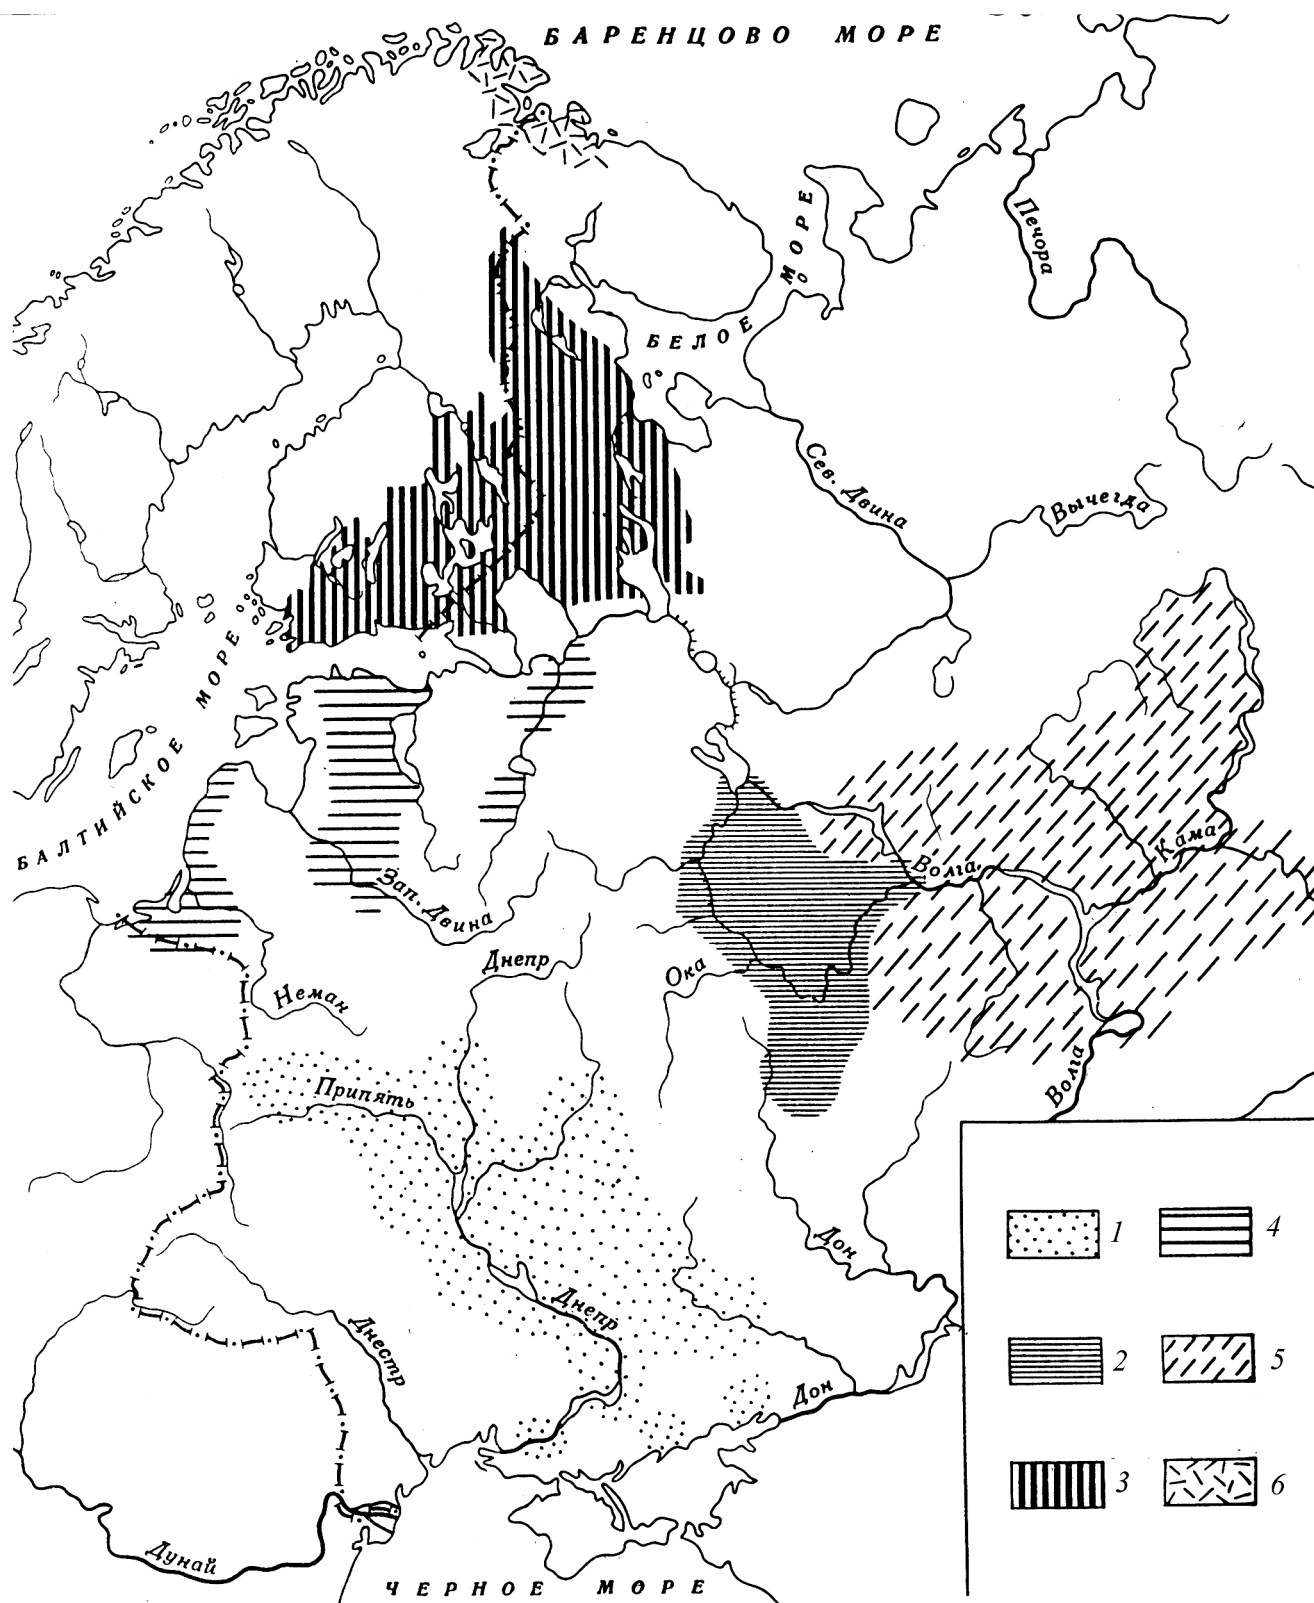 БАРЕНЦОВО МОРЕ
Печора
БЕЛОЕ МОРЕ
Сев. Двина
Вычегда
БАЛТИЙСКОЕ МОРЕ
Кама
Волга
Зап. Двина
Днепр
Ока
Неман
Припять
Волга
Дон
Днепр
Днестр
Дон
Дунай
ЧЕРНОЕ МОРЕ
1 4
2 5
3 6